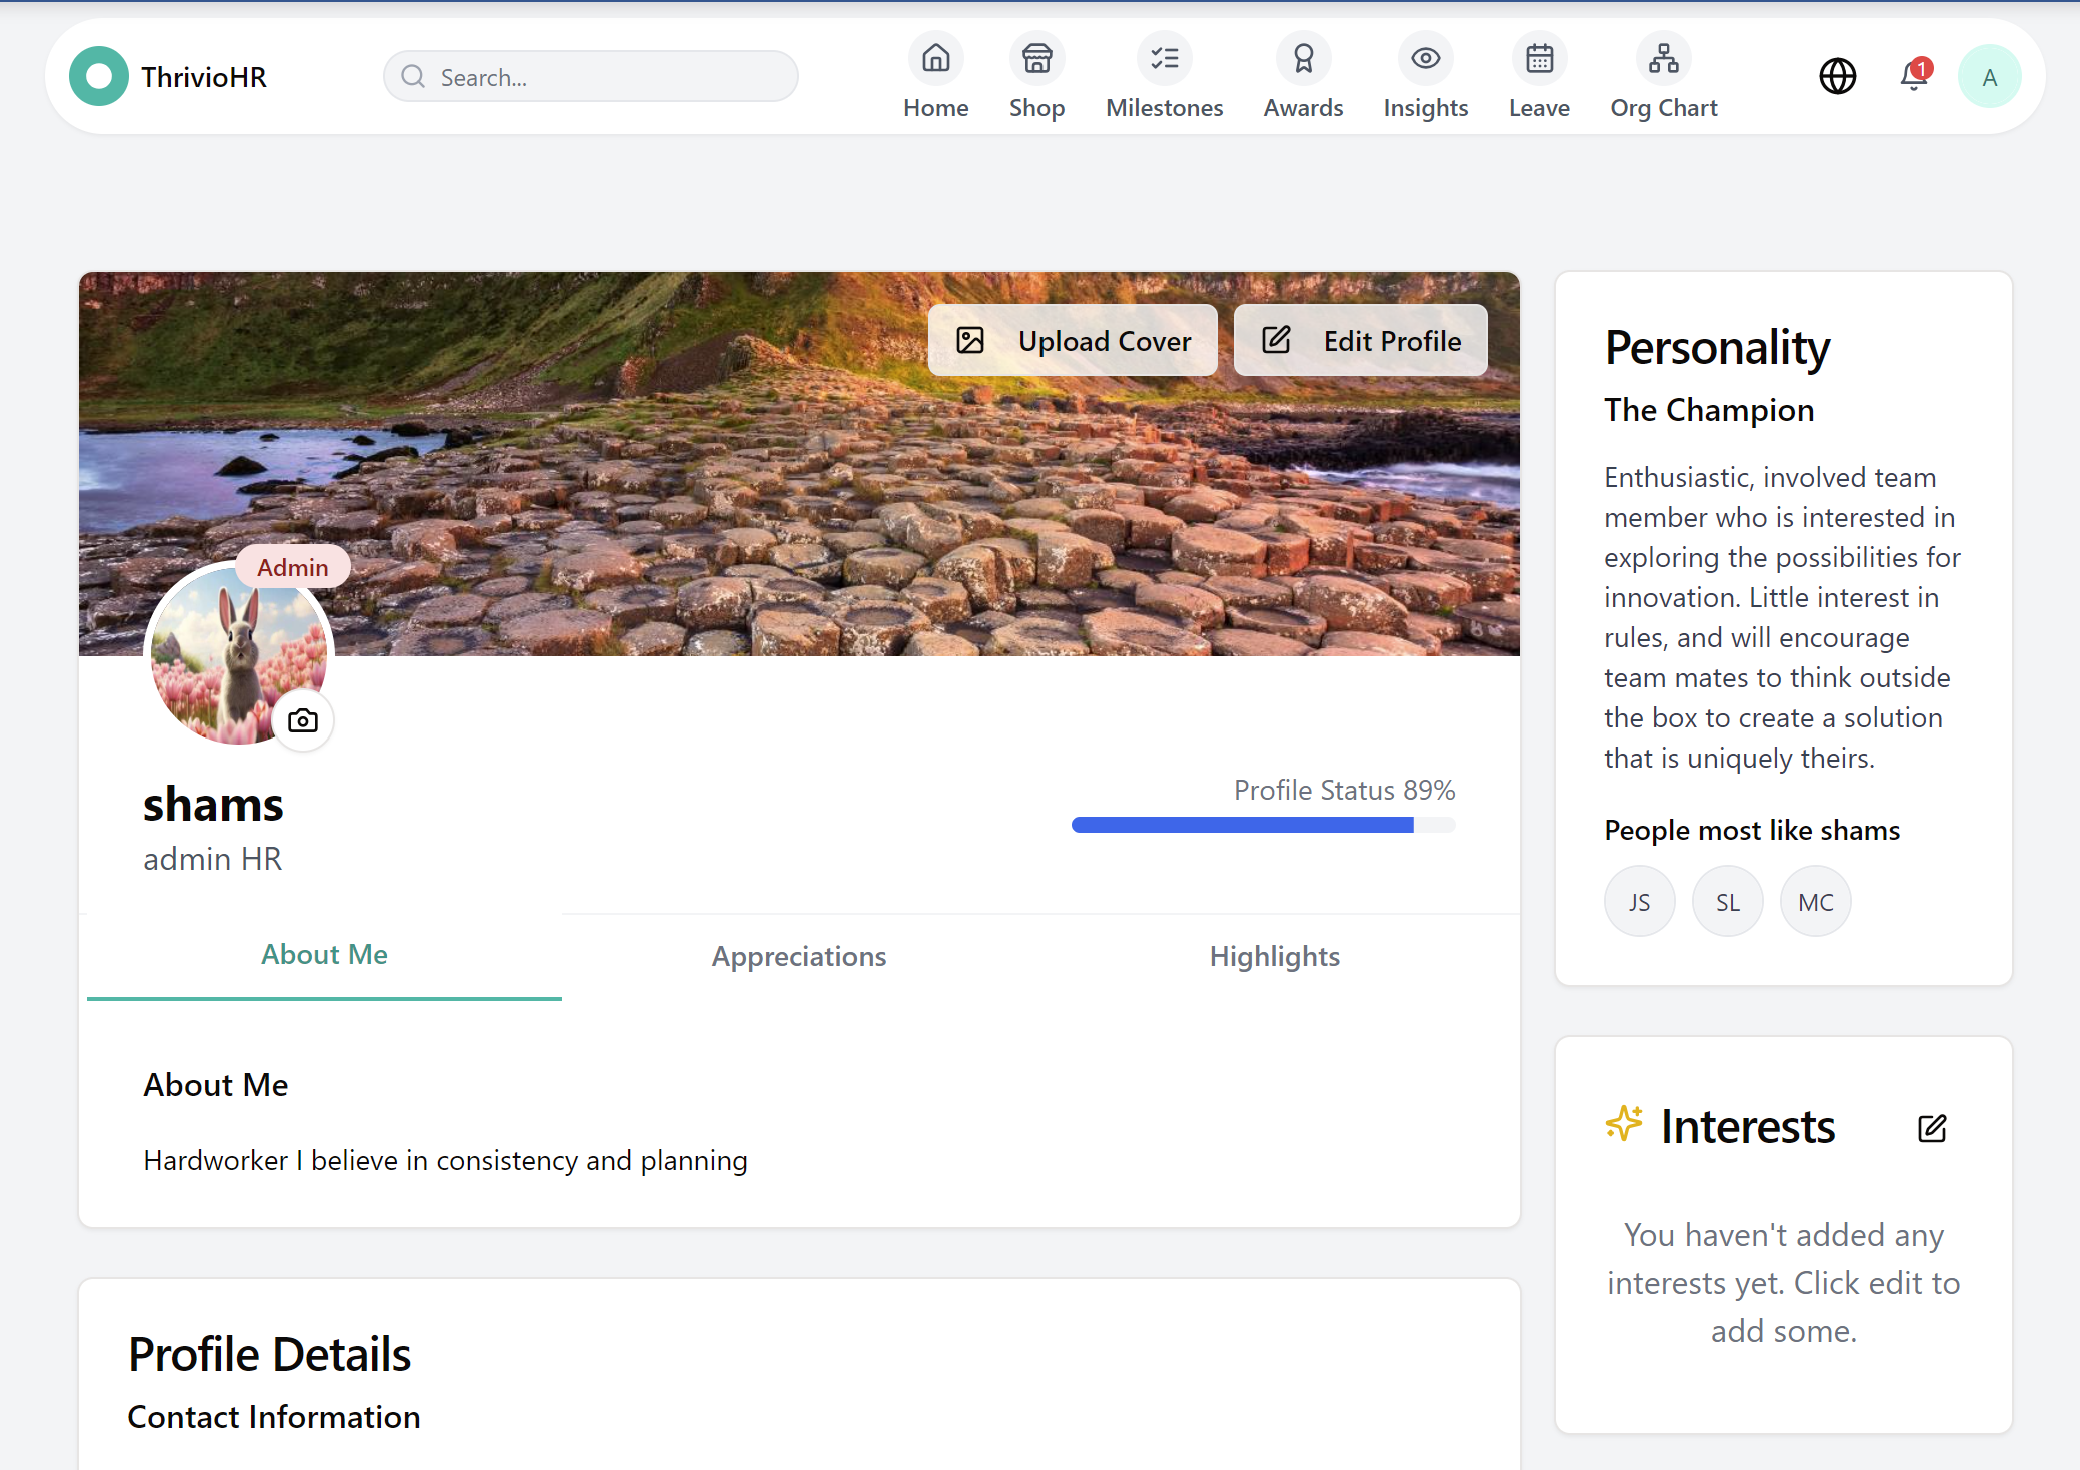 ThrivioHR
Search...
Home
Shop
Milestones
Awards
Insights
Leave
Org Chart
1
A
Upload Cover
Edit Profile
Admin
shams
admin HR
Profile Status 89%
About Me
Appreciations
Highlights
About Me
Hardworker I believe in consistency and planning
Profile Details
Contact Information
Personality
The Champion
Enthusiastic, involved team
member who is interested in
exploring the possibilities for
innovation. Little interest in
rules, and will encourage
team mates to think outside
the box to create a solution
that is uniquely theirs.
People most like shams
JS
SL
MC
Interests
You haven't added any
interests yet. Click edit to
add some.